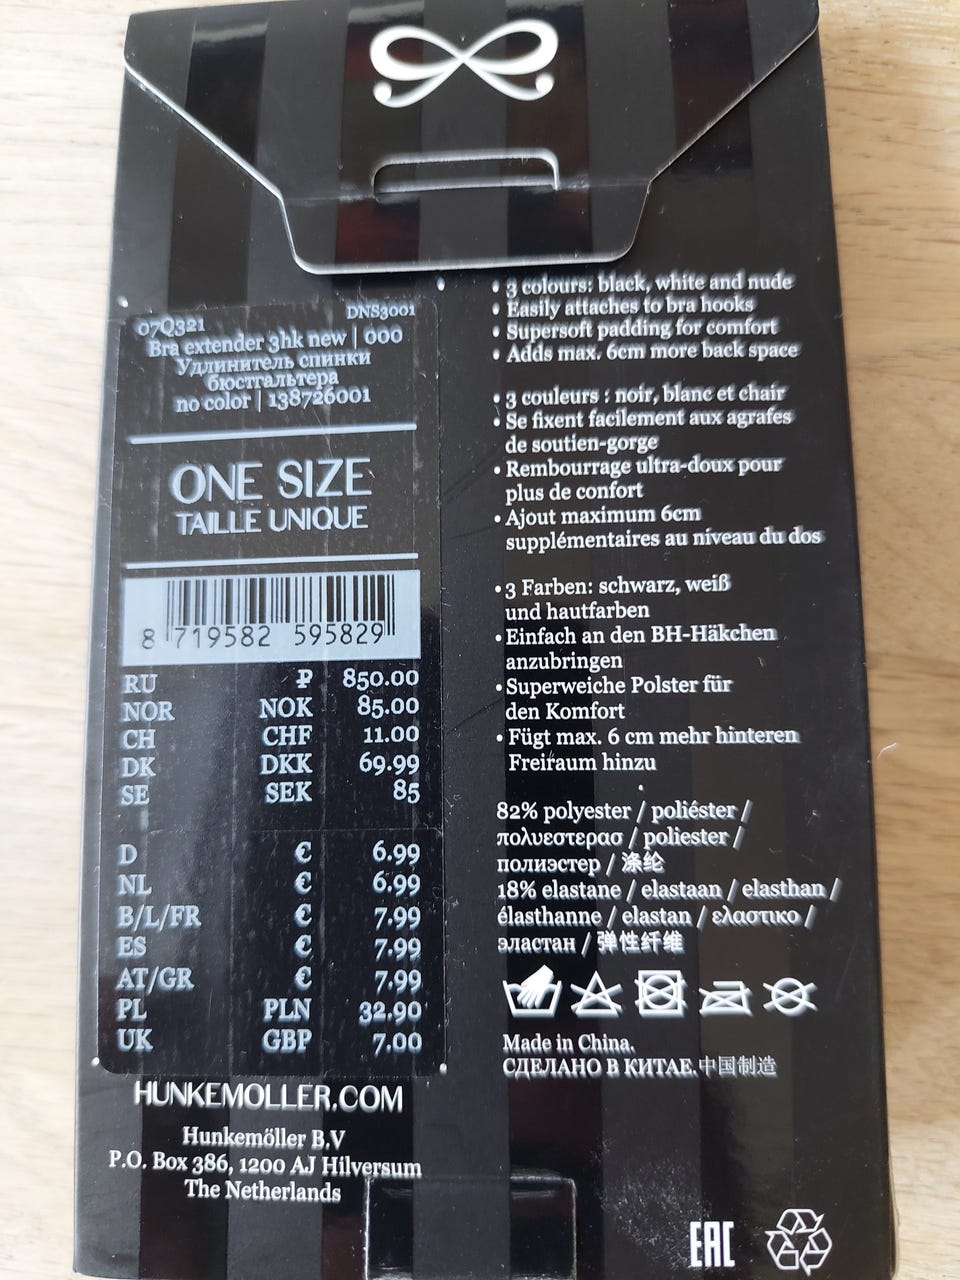 07Q321 DNS3001
Bra extender 3hk new | 000
Удлинитель спинки
бюстгальтера
no color | 138726001
ONE SIZE
TAILLE UNIQUE
8 719582 595829
RU ₽ 850.00
NOR NOK 85.00
CH CHF 11.00
DK DKK 69.99
SE SEK 85
D € 6.99
NL € 6.99
B/L/FR € 7.99
ES € 7.99
AT/GR € 7.99
PL PLN 32.90
UK GBP 7.00
HUNKEMOLLER.COM
Hunkemöller B.V
P.O. Box 386, 1200 AJ Hilversum
The Netherlands
• 3 colours: black, white and nude
• Easily attaches to bra hooks
• Supersoft padding for comfort
• Adds max. 6cm more back space
• 3 couleurs : noir, blanc et chair
• Se fixent facilement aux agrafes
de soutien-gorge
• Rembourrage ultra-doux pour
plus de confort
• Ajout maximum 6cm
supplémentaires au niveau du dos
• 3 Farben: schwarz, weiß
und hautfarben
• Einfach an den BH-Häkchen
anzubringen
• Superweiche Polster für
den Komfort
• Fügt max. 6 cm mehr hinteren
Freiraum hinzu
82% polyester / poliéster /
πολυεστερασ / poliester /
полиэстер / 涤纶
18% elastane / elastaan / elasthan /
élasthanne / elastan / ελαστικο /
эластан / 弹性纤维
Made in China.
СДЕЛАНО В КИТАЕ.中国制造
EAC